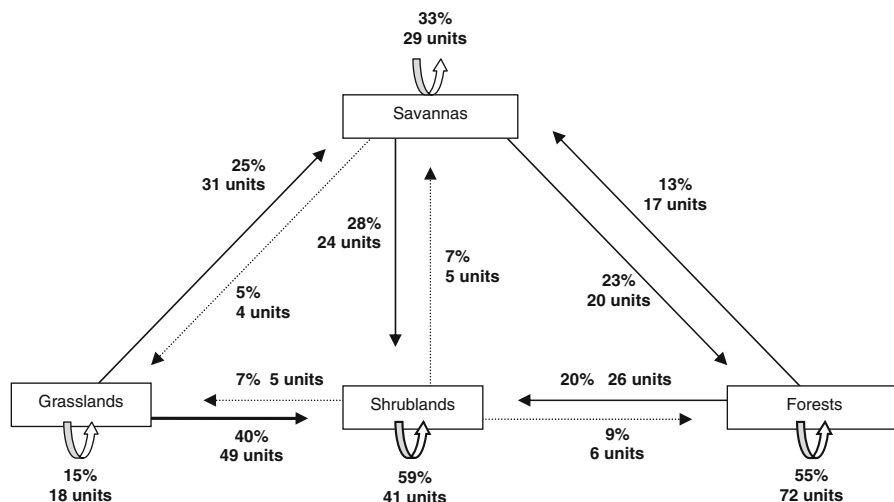 33%
29 units
Savannas
25%
31 units
13%
17 units
28%
24 units
7%
5 units
23%
20 units
5%
4 units
7% 5 units
20% 26 units
Grasslands
Shrublands
Forests
40%
49 units
9%
6 units
15%
18 units
59%
41 units
55%
72 units